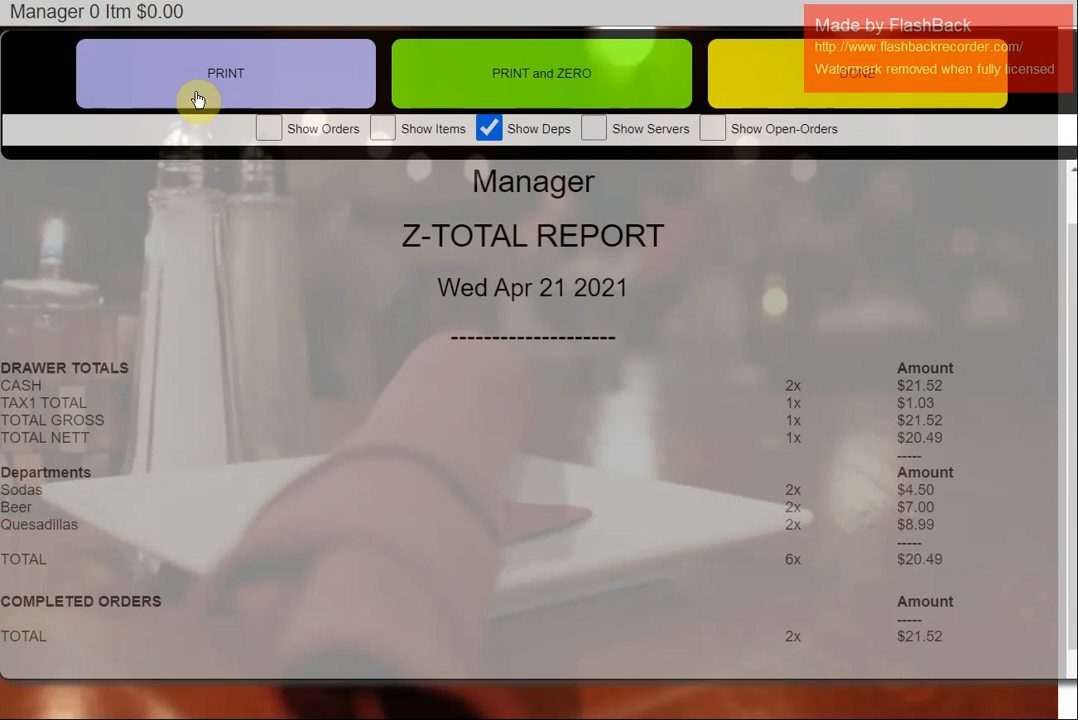 Manager 0 Itm $0.00
Made by FlashBack
http://www.flashbackrecorder.com/
Watermark removed when fully licensed
PRINT
PRINT and ZERO
DONE
Show Orders
Show Items
Show Deps
Show Servers
Show Open-Orders
Manager
Z-TOTAL REPORT
Wed Apr 21 2021
--------------------
DRAWER TOTALS Amount
CASH 2x $21.52
TAX1 TOTAL 1x $1.03
TOTAL GROSS 1x $21.52
TOTAL NETT 1x $20.49
-----
Departments Amount
Sodas 2x $4.50
Beer 2x $7.00
Quesadillas 2x $8.99
-----
TOTAL 6x $20.49
COMPLETED ORDERS Amount
-----
TOTAL 2x $21.52